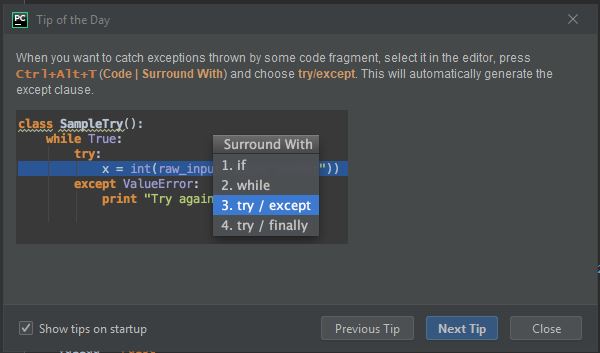 PC Tip of the Day
When you want to catch exceptions thrown by some code fragment, select it in the editor, press
Ctrl+Alt+T (Code | Surround With) and choose try/except. This will automatically generate the
except clause.
class SampleTry():
while True:
try:
x = int(raw_inpu "))
except ValueError:
print "Try again
Surround With
1. if
2. while
3. try / except
4. try / finally
Show tips on startup
Previous Tip
Next Tip
Close